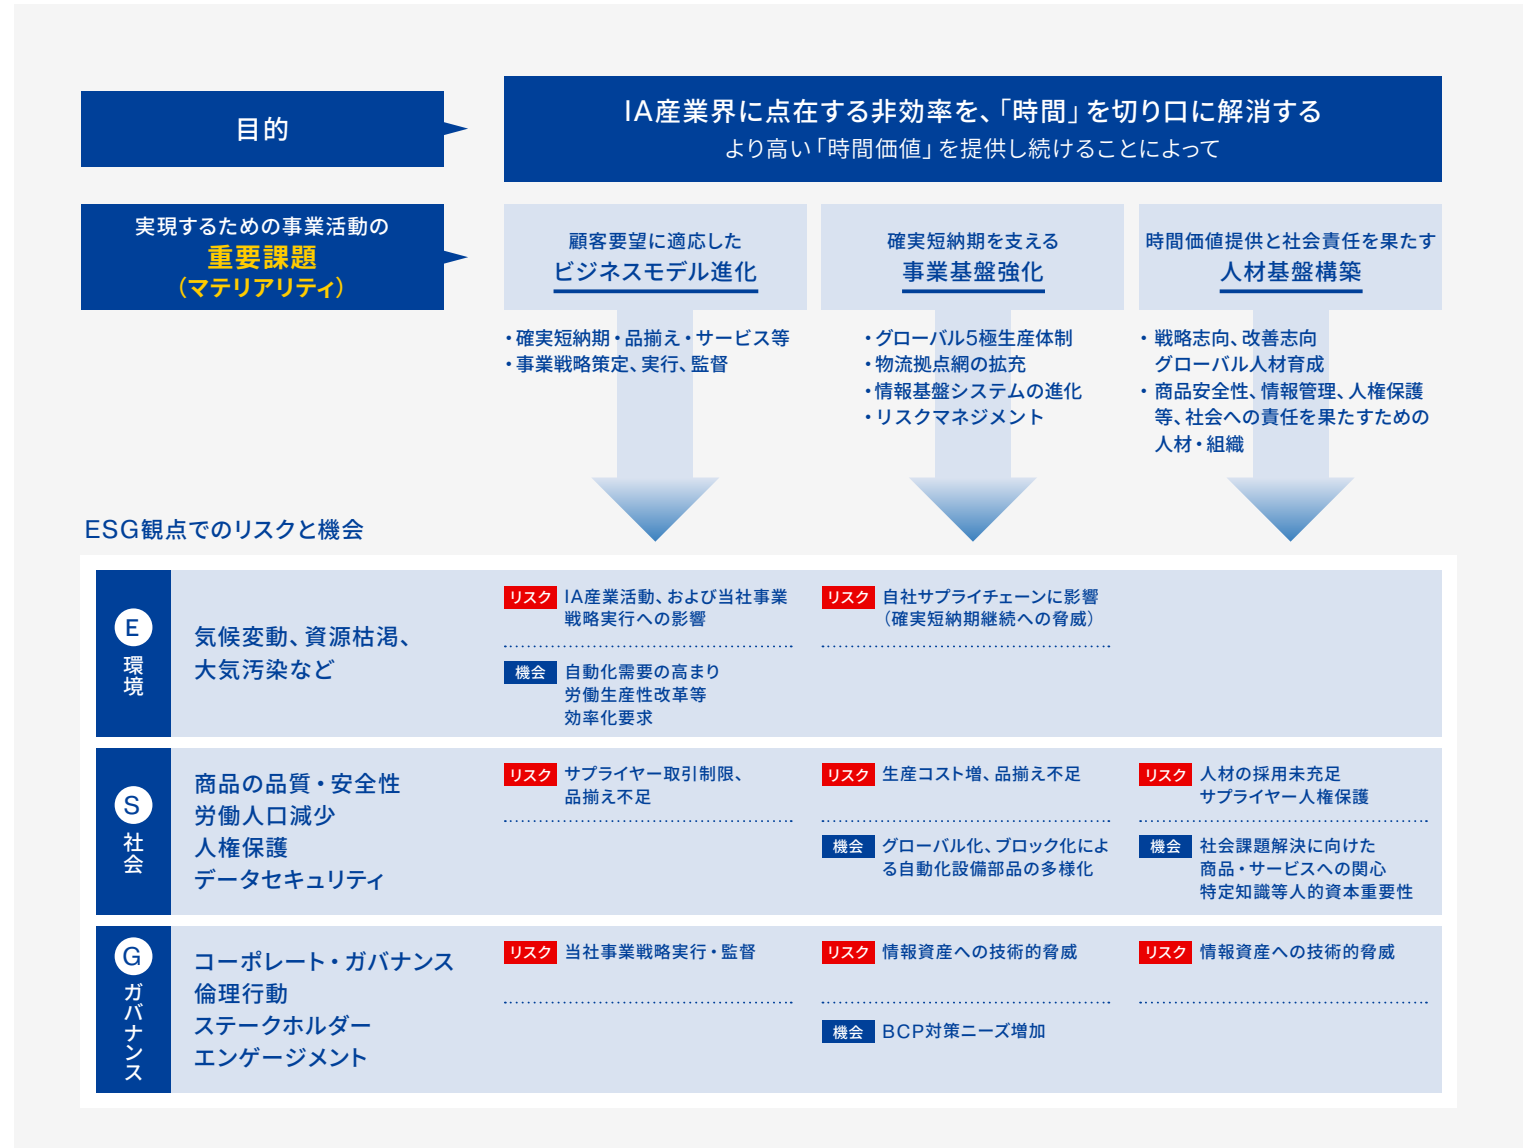 目的
IA産業界に点在する非効率を、「時間」を切り口に解消する
より高い「時間価値」を提供し続けることによって
実現するための事業活動の
重要課題
（マテリアリティ）
顧客要望に適応した
ビジネスモデル進化
確実短納期を支える
事業基盤強化
時間価値提供と社会責任を果たす
人材基盤構築
・確実短納期・品揃え・サービス等
・事業戦略策定、実行、監督
・グローバル5極生産体制
・物流拠点網の拡充
・情報基盤システムの進化
・リスクマネジメント
・戦略志向、改善志向
グローバル人材育成
・商品安全性、情報管理、人権保護
等、社会への責任を果たすための
人材・組織
ESG観点でのリスクと機会
E
環境
気候変動、資源枯渇、
大気汚染など
リスク IA産業活動、および当社事業
戦略実行への影響
機会 自動化需要の高まり
労働生産性改革等
効率化要求
リスク 自社サプライチェーンに影響
（確実短納期継続への脅威）
S
社会
商品の品質・安全性
労働人口減少
人権保護
データセキュリティ
リスク サプライヤー取引制限、
品揃え不足
リスク 生産コスト増、品揃え不足
機会 グローバル化、ブロック化によ
る自動化設備部品の多様化
リスク 人材の採用未充足
サプライヤー人権保護
機会 社会課題解決に向けた
商品・サービスへの関心
特定知識等人的資本重要性
G
ガバナンス
コーポレート・ガバナンス
倫理行動
ステークホルダー
エンゲージメント
リスク 当社事業戦略実行・監督
リスク 情報資産への技術的脅威
機会 BCP対策ニーズ増加
リスク 情報資産への技術的脅威